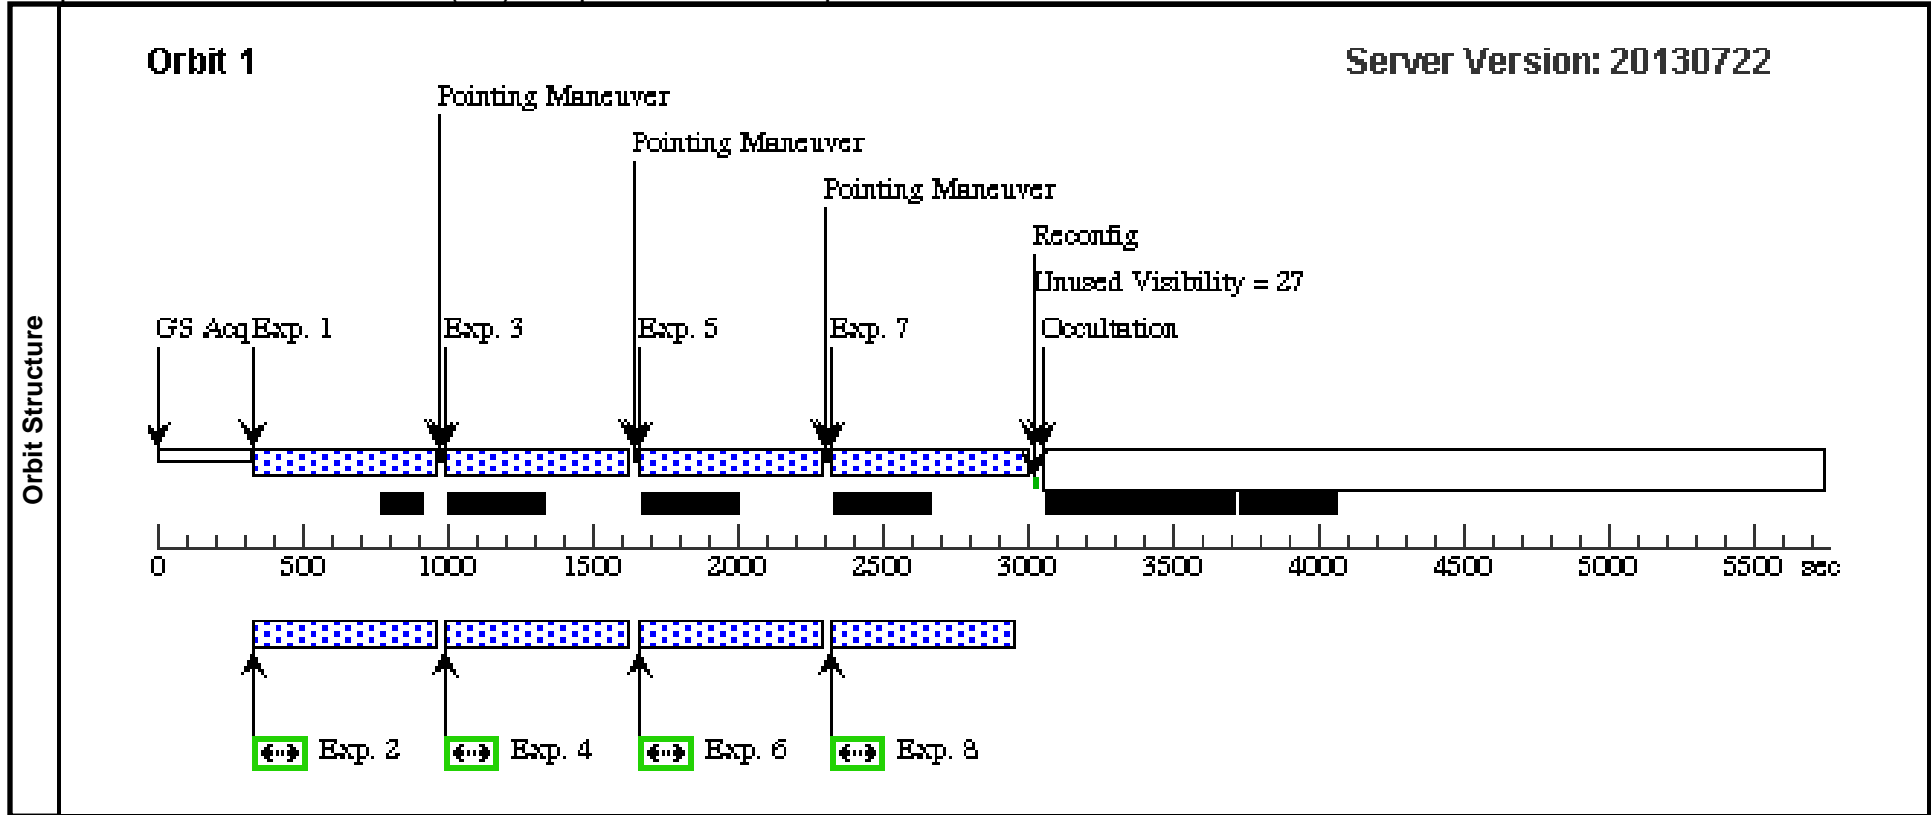 Orbit 1
Server Version: 20130722
Pointing Maneuver
Pointing Maneuver
Pointing Maneuver
Reconfig
Unused Visibility = 27
GS Acq Exp. 1 Exp. 3 Exp. 5 Exp. 7 Occultation
Orbit Structure
0 500 1000 1500 2000 2500 3000 3500 4000 4500 5000 5500 sec
Exp. 2 Exp. 4 Exp. 6 Exp. 8